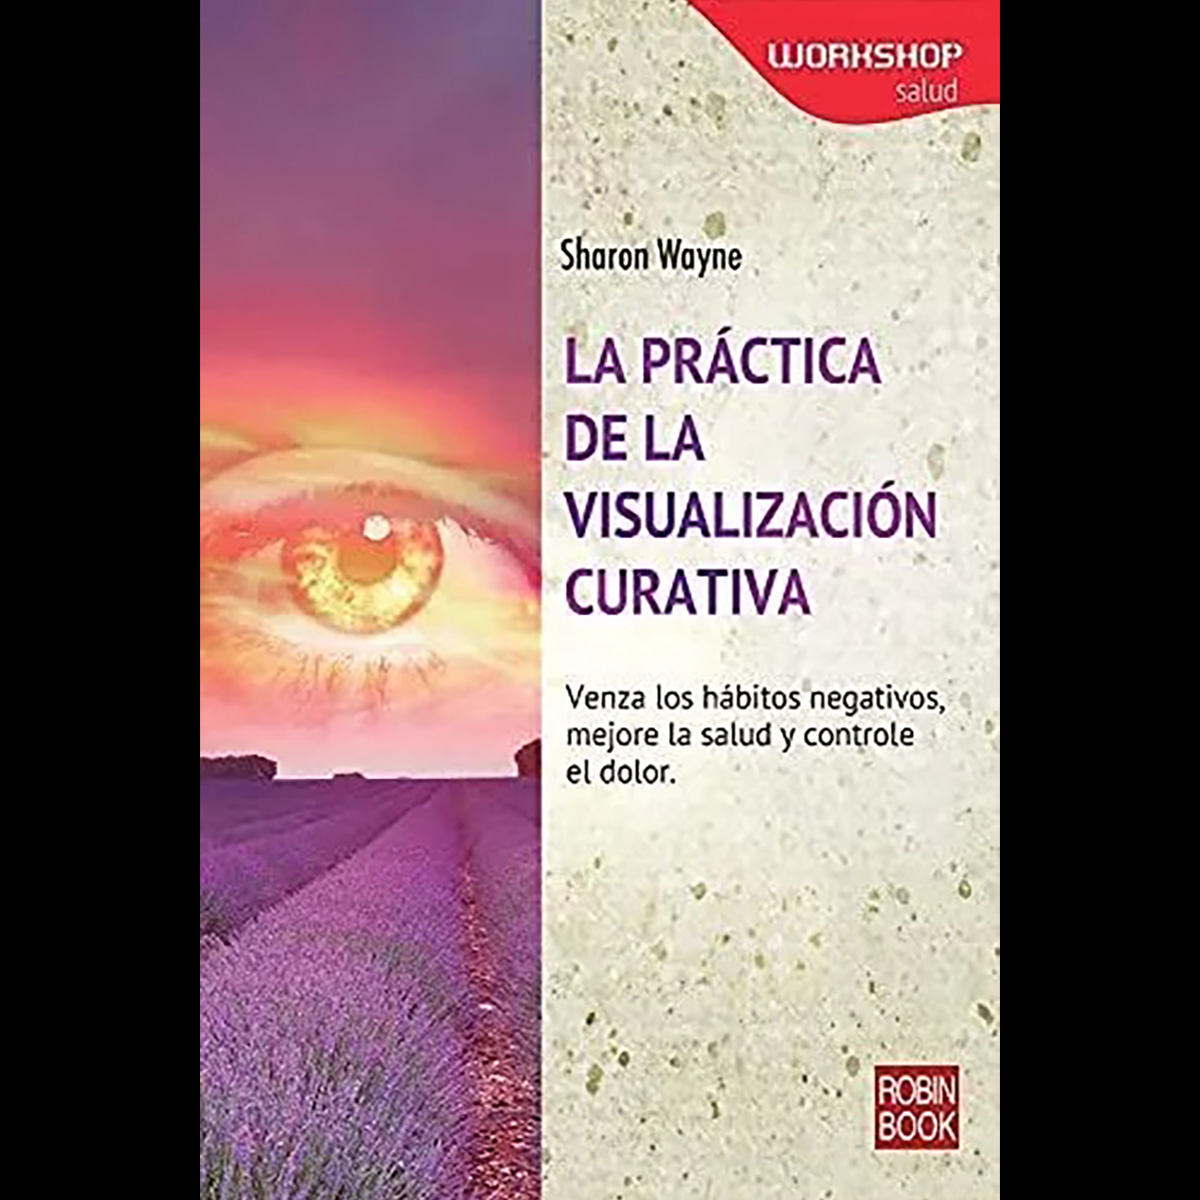 WORKSHOP
salud
Sharon Wayne
LA PRÁCTICA
DE LA
VISUALIZACIÓN
CURATIVA
Venza los hábitos negativos,
mejore la salud y controle
el dolor.
ROBIN
BOOK